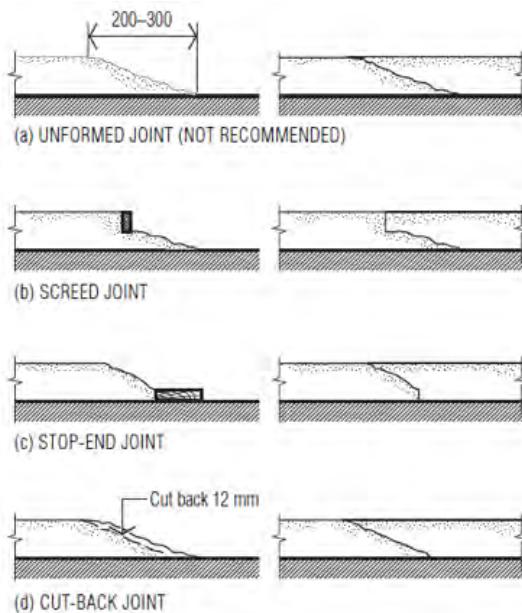 200–300
(a) UNFORMED JOINT (NOT RECOMMENDED)
(b) SCREED JOINT
(c) STOP-END JOINT
Cut back 12 mm
(d) CUT-BACK JOINT